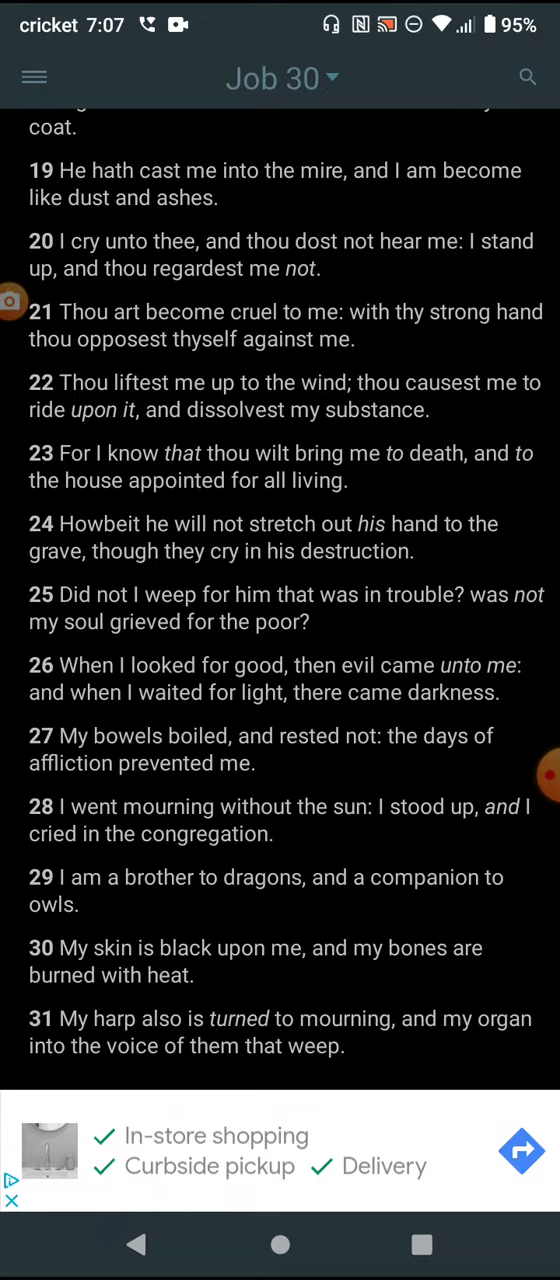 cricket 7:07 95%
Job 30
coat.
19 He hath cast me into the mire, and I am become
like dust and ashes.
20 I cry unto thee, and thou dost not hear me: I stand
up, and thou regardest me not.
21 Thou art become cruel to me: with thy strong hand
thou opposest thyself against me.
22 Thou liftest me up to the wind; thou causest me to
ride upon it, and dissolvest my substance.
23 For I know that thou wilt bring me to death, and to
the house appointed for all living.
24 Howbeit he will not stretch out his hand to the
grave, though they cry in his destruction.
25 Did not I weep for him that was in trouble? was not
my soul grieved for the poor?
26 When I looked for good, then evil came unto me:
and when I waited for light, there came darkness.
27 My bowels boiled, and rested not: the days of
affliction prevented me.
28 I went mourning without the sun: I stood up, and I
cried in the congregation.
29 I am a brother to dragons, and a companion to
owls.
30 My skin is black upon me, and my bones are
burned with heat.
31 My harp also is turned to mourning, and my organ
into the voice of them that weep.
In-store shopping
Curbside pickup Delivery